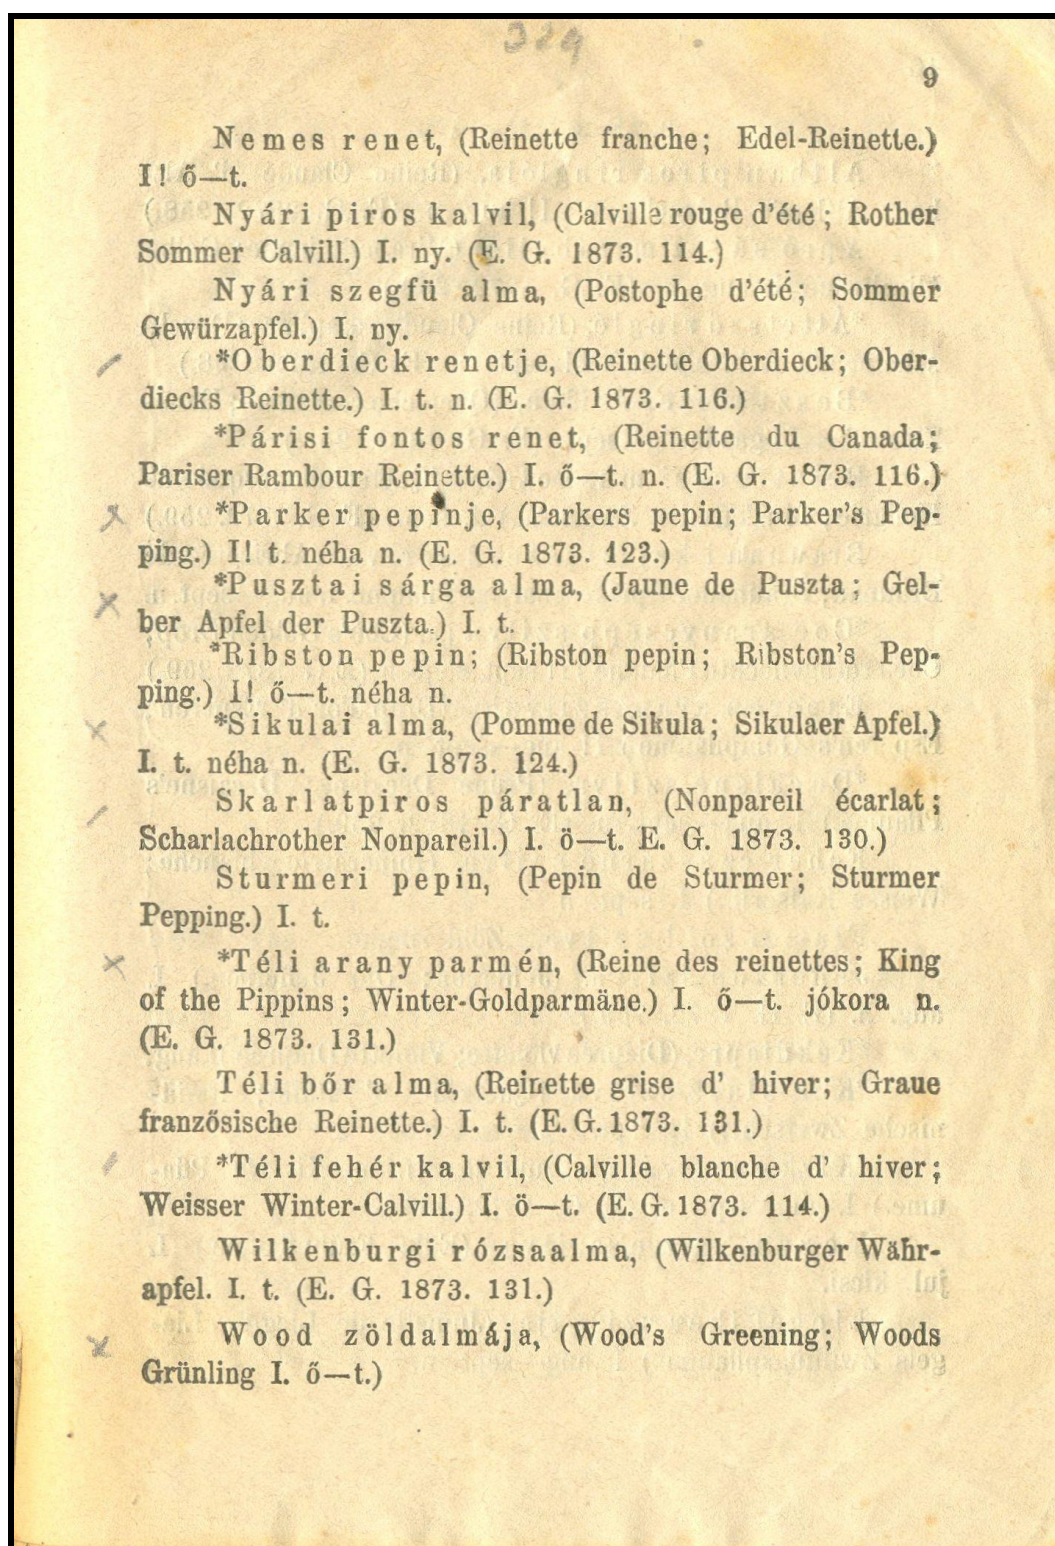 329
9
Nemes renet, (Reinette franche; Edel-Reinette.)
I! ő—t.
Nyári piros kalvil, (Calville rouge d'été; Rother
Sommer Calvill.) I. ny. (E. G. 1873. 114.)
Nyári szegfü alma, (Postophe d'été; Sommer
Gewürzapfel.) I. ny.
*Oberdieck renetje, (Reinette Oberdieck; Ober-
diecks Reinette.) I. t. n. (E. G. 1873. 116.)
*Párisi fontos renet, (Reinette du Canada;
Pariser Rambour Reinette.) I. ő—t. n. (E. G. 1873. 116.)
*Parker pepinje, (Parkers pepin; Parker's Pep-
ping.) I! t. néha n. (E. G. 1873. 123.)
*Pusztai sárga alma, (Jaune de Puszta; Gel-
ber Apfel der Puszta.) I. t.
*Ribston pepin; (Ribston pepin; Ribston's Pep-
ping.) I! ő—t. néha n.
*Sikulai alma, (Pomme de Sikula; Sikulaer Apfel.)
I. t. néha n. (E. G. 1873. 124.)
Skarlatpiros páratlan, (Nonpareil écarlat;
Scharlachrother Nonpareil.) I. ö—t. E. G. 1873. 130.)
Sturmeri pepin, (Pepin de Sturmer; Sturmer
Pepping.) I. t.
*Téli arany parmén, (Reine des reinettes; King
of the Pippins; Winter-Goldparmäne.) I. ő—t. jókora n.
(E. G. 1873. 131.)
Téli bőr alma, (Reinette grise d' hiver; Graue
franzősische Reinette.) I. t. (E. G. 1873. 131.)
*Téli fehér kalvil, (Calville blanche d' hiver;
Weisser Winter-Calvill.) I. ö—t. (E. G. 1873. 114.)
Wilkenburgi rózsaalma, (Wilkenburger Währ-
apfel. I. t. (E. G. 1873. 131.)
Wood zöldalmája, (Wood's Greening; Woods
Grünling I. ő—t.)